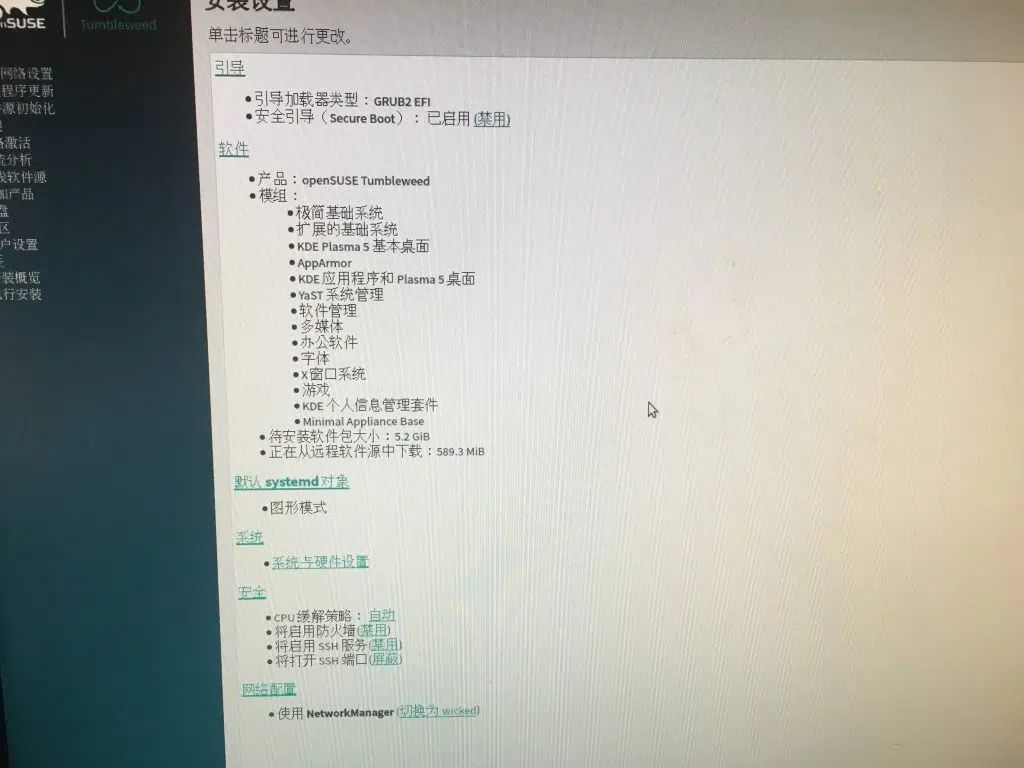 nSUSE
Tumbleweed
安装设置
单击标题可进行更改。
网络设置
程序更新
源初始化
络激活
统分析
软件源
加产品
盘
区
户设置
装概览
行安装
引导
•引导加载器类型：GRUB2 EFI
•安全引导（Secure Boot）：已启用 (禁用)
软件
•产品：openSUSE Tumbleweed
•模组：
•极简基础系统
•扩展的基础系统
•KDE Plasma 5 基本桌面
•AppArmor
•KDE 应用程序和 Plasma 5 桌面
•YaST 系统管理
•软件管理
•多媒体
•办公软件
•字体
•X 窗口系统
•游戏
•KDE 个人信息管理套件
•Minimal Appliance Base
•待安装软件包大小：5.2 GiB
•正在从远程软件源中下载：589.3 MiB
默认 systemd 对象
•图形模式
系统
•系统与硬件设置
安全
•CPU 缓解策略： 自动
•将启用防火墙(禁用)
•将启用 SSH 服务(禁用)
•将打开 SSH 端口(屏蔽)
网络配置
•使用 NetworkManager (切换为 wicked)